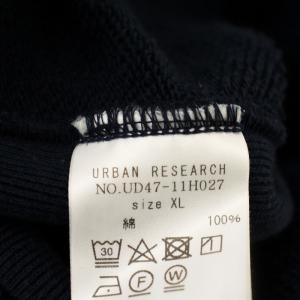 URBAN RESEARCH
NO.UD47-11H027
size XL
綿 100%
30
F W